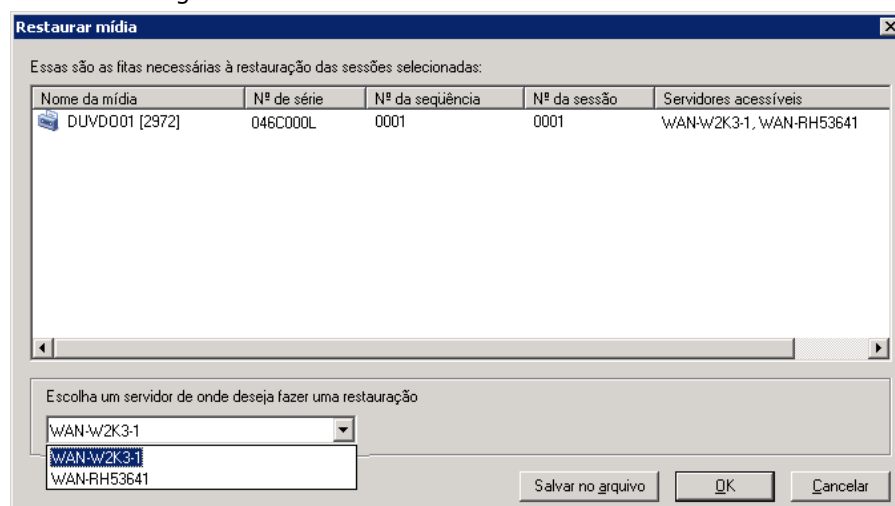 Restaurar mídia
Essas são as fitas necessárias à restauração das sessões selecionadas:
Nome da mídia Nº de série Nº da seqüência Nº da sessão Servidores acessíveis
DUVDO01 [2972] 046C000L 0001 0001 WAN-W2K3-1, WAN-RH53641
Escolha um servidor de onde deseja fazer uma restauração
WAN-W2K3-1
WAN-W2K3-1
WAN-RH53641
Salvar no arquivo OK Cancelar